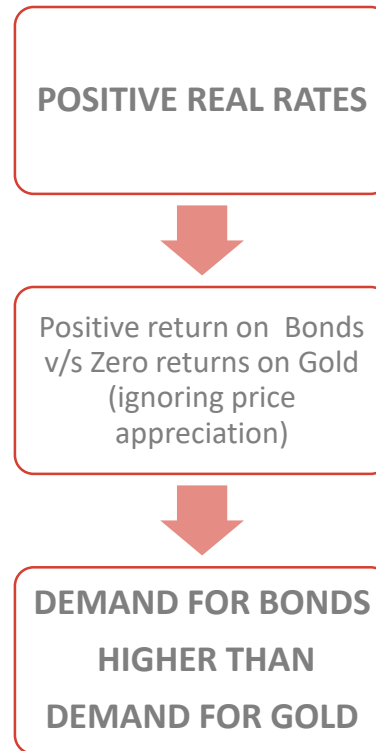 POSITIVE REAL RATES
Positive return on Bonds
v/s Zero returns on Gold
(ignoring price
appreciation)
DEMAND FOR BONDS
HIGHER THAN
DEMAND FOR GOLD